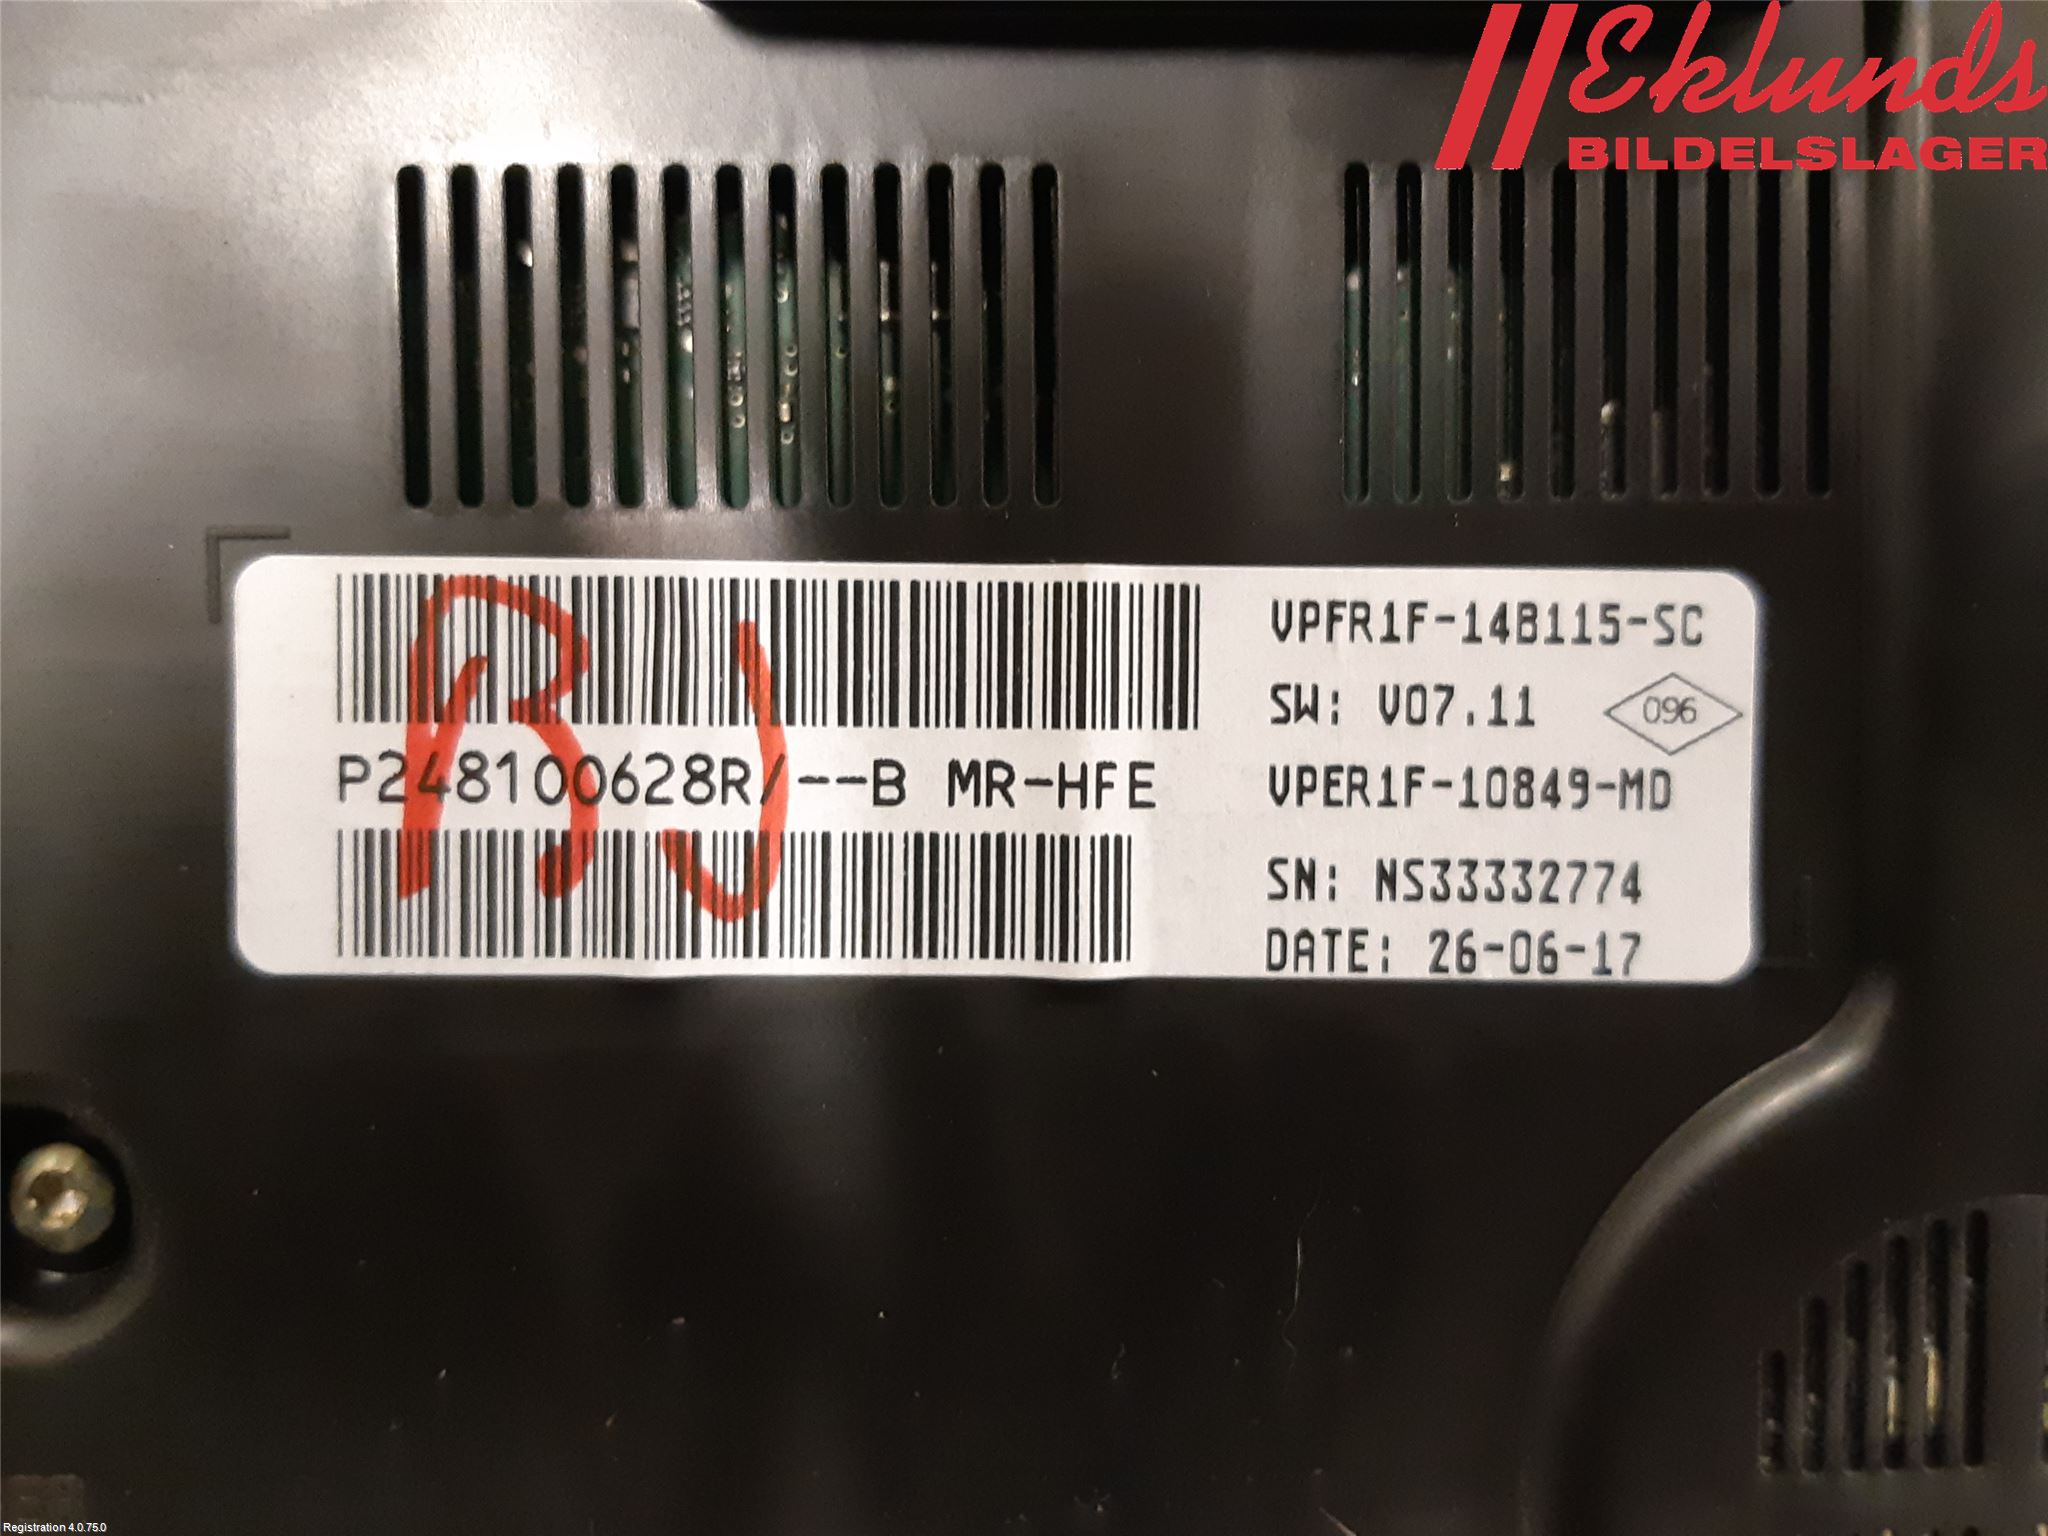 Eklunds
BILDELSLAGER
VPFR1F-14B115-SC
SW: V07.11
096
P248100628R/--B MR-HFE
VPER1F-10849-MD
SN: NS33332774
DATE: 26-06-17
Registration 4.0.75.0